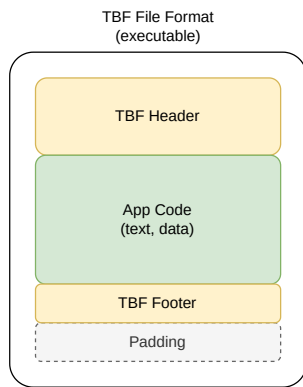 TBF File Format
(executable)
TBF Header
App Code
(text, data)
TBF Footer
Padding